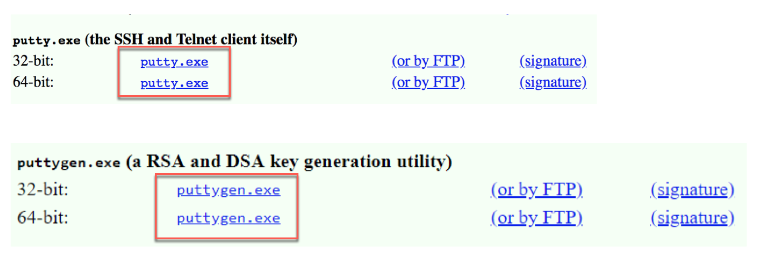 putty.exe (the SSH and Telnet client itself)
32-bit: putty.exe (or by FTP) (signature)
64-bit: putty.exe (or by FTP) (signature)
puttygen.exe (a RSA and DSA key generation utility)
32-bit: puttygen.exe (or by FTP) (signature)
64-bit: puttygen.exe (or by FTP) (signature)